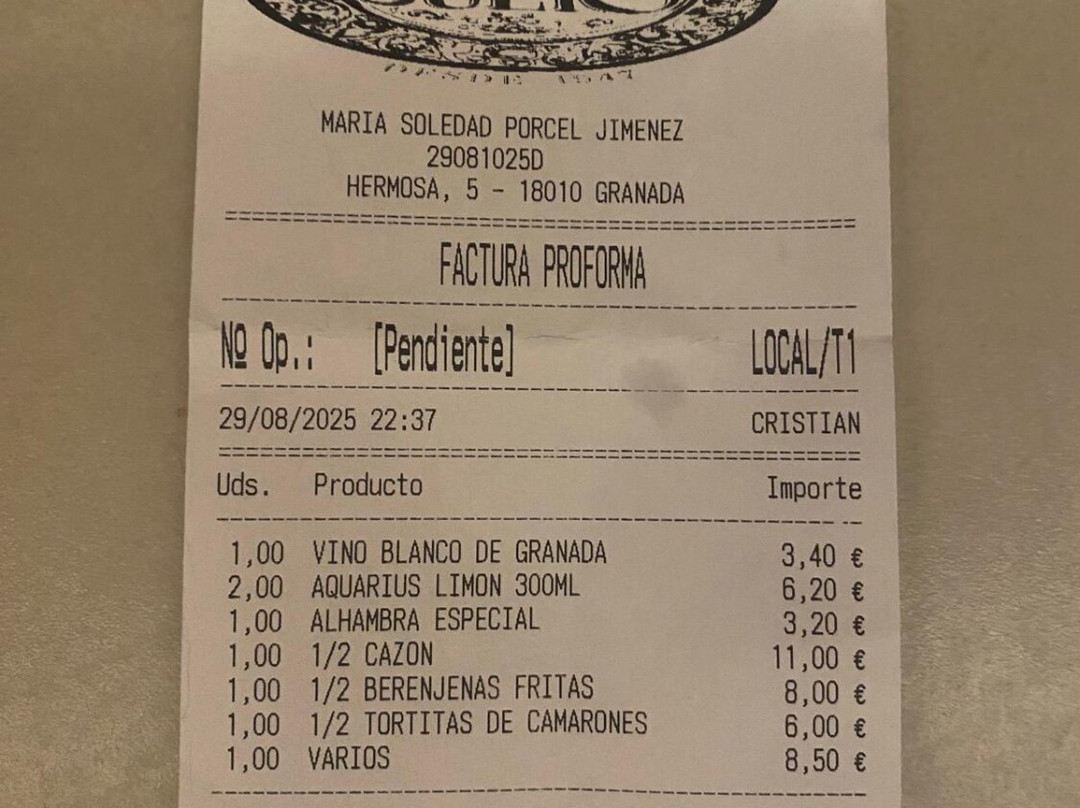 DESDE 1947
MARIA SOLEDAD PORCEL JIMENEZ
29081025D
HERMOSA, 5 - 18010 GRANADA
FACTURA PROFORMA
Nº Op.: [Pendiente] LOCAL/T1
29/08/2025 22:37 CRISTIAN
Uds. Producto Importe
1,00 VINO BLANCO DE GRANADA 3,40 €
2,00 AQUARIUS LIMON 300ML 6,20 €
1,00 ALHAMBRA ESPECIAL 3,20 €
1,00 1/2 CAZON 11,00 €
1,00 1/2 BERENJENAS FRITAS 8,00 €
1,00 1/2 TORTITAS DE CAMARONES 6,00 €
1,00 VARIOS 8,50 €